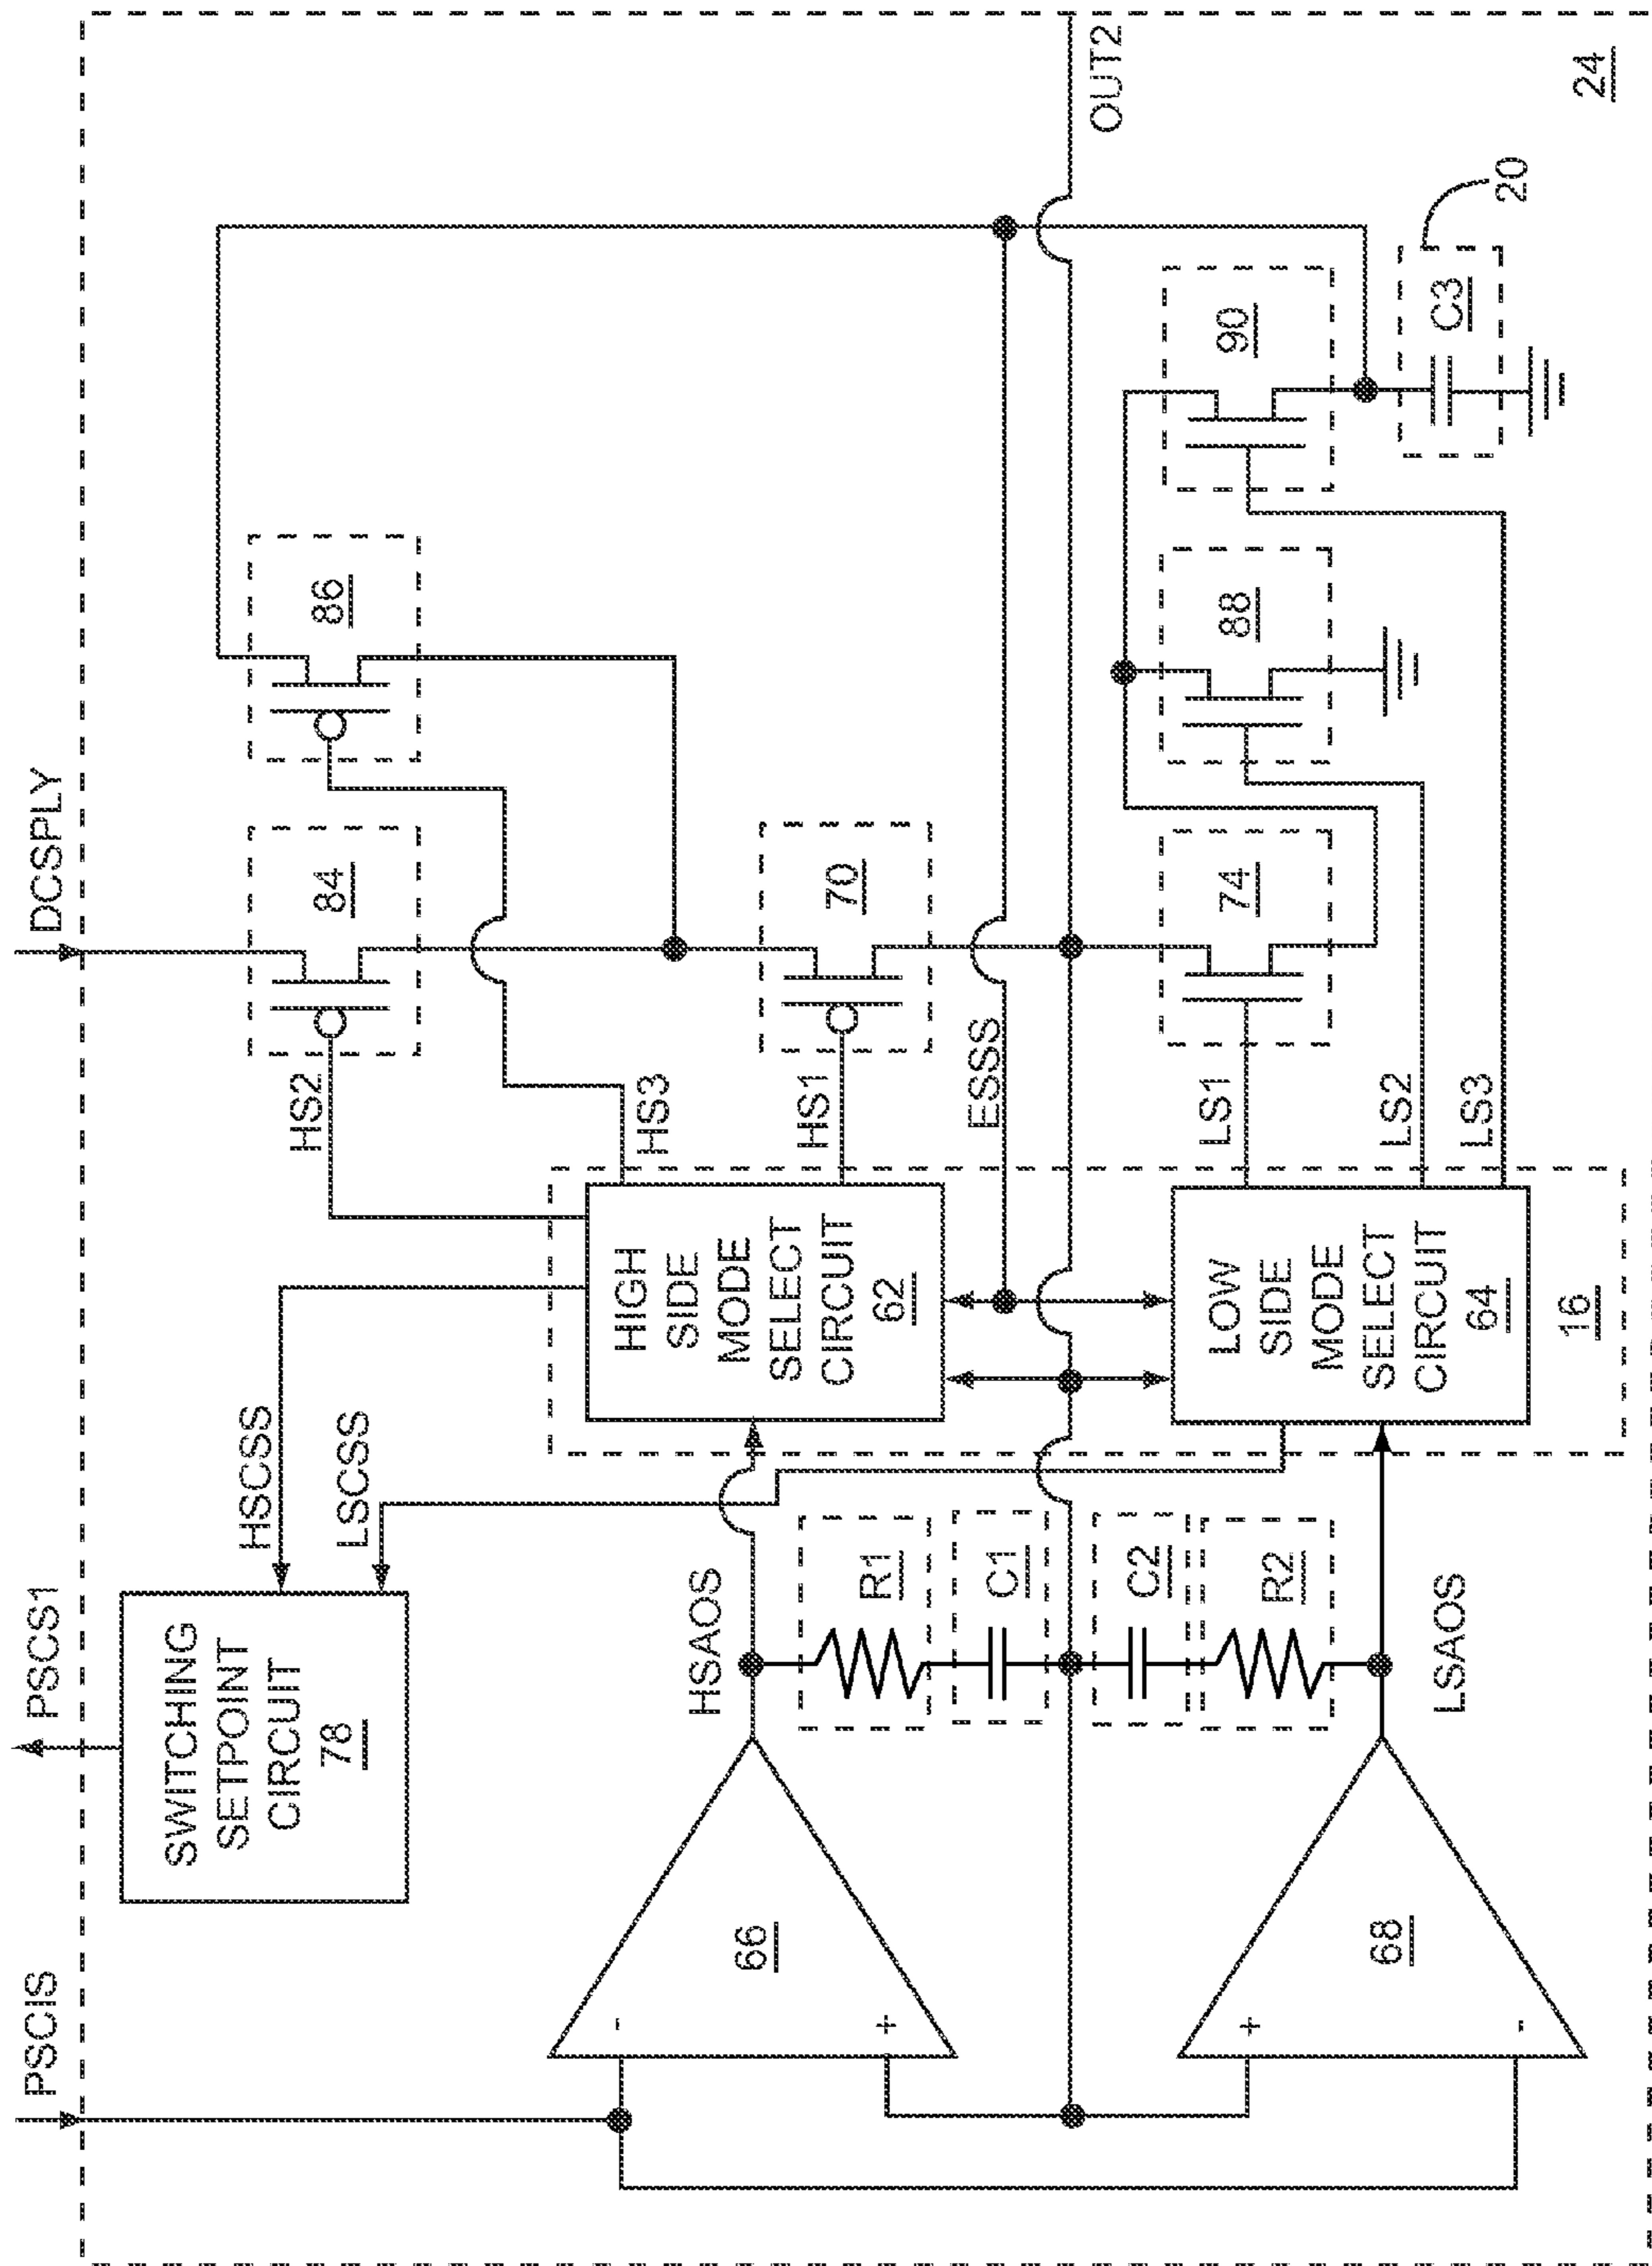 PSCIS
PSCS1
DCSPLY
SWITCHING
SETPOINT
CIRCUIT
78
HSCSS
LSCSS
HS2
84
86
HS3
66
-
+
HSAOS
HIGH
SIDE
MODE
SELECT
CIRCUIT
62
HS1
70
R1
C1
ESSS
OUT2
C2
R2
68
+
-
LSAOS
LOW
SIDE
MODE
SELECT
CIRCUIT
64
16
LS1
74
88
90
LS2
LS3
C3
20
24